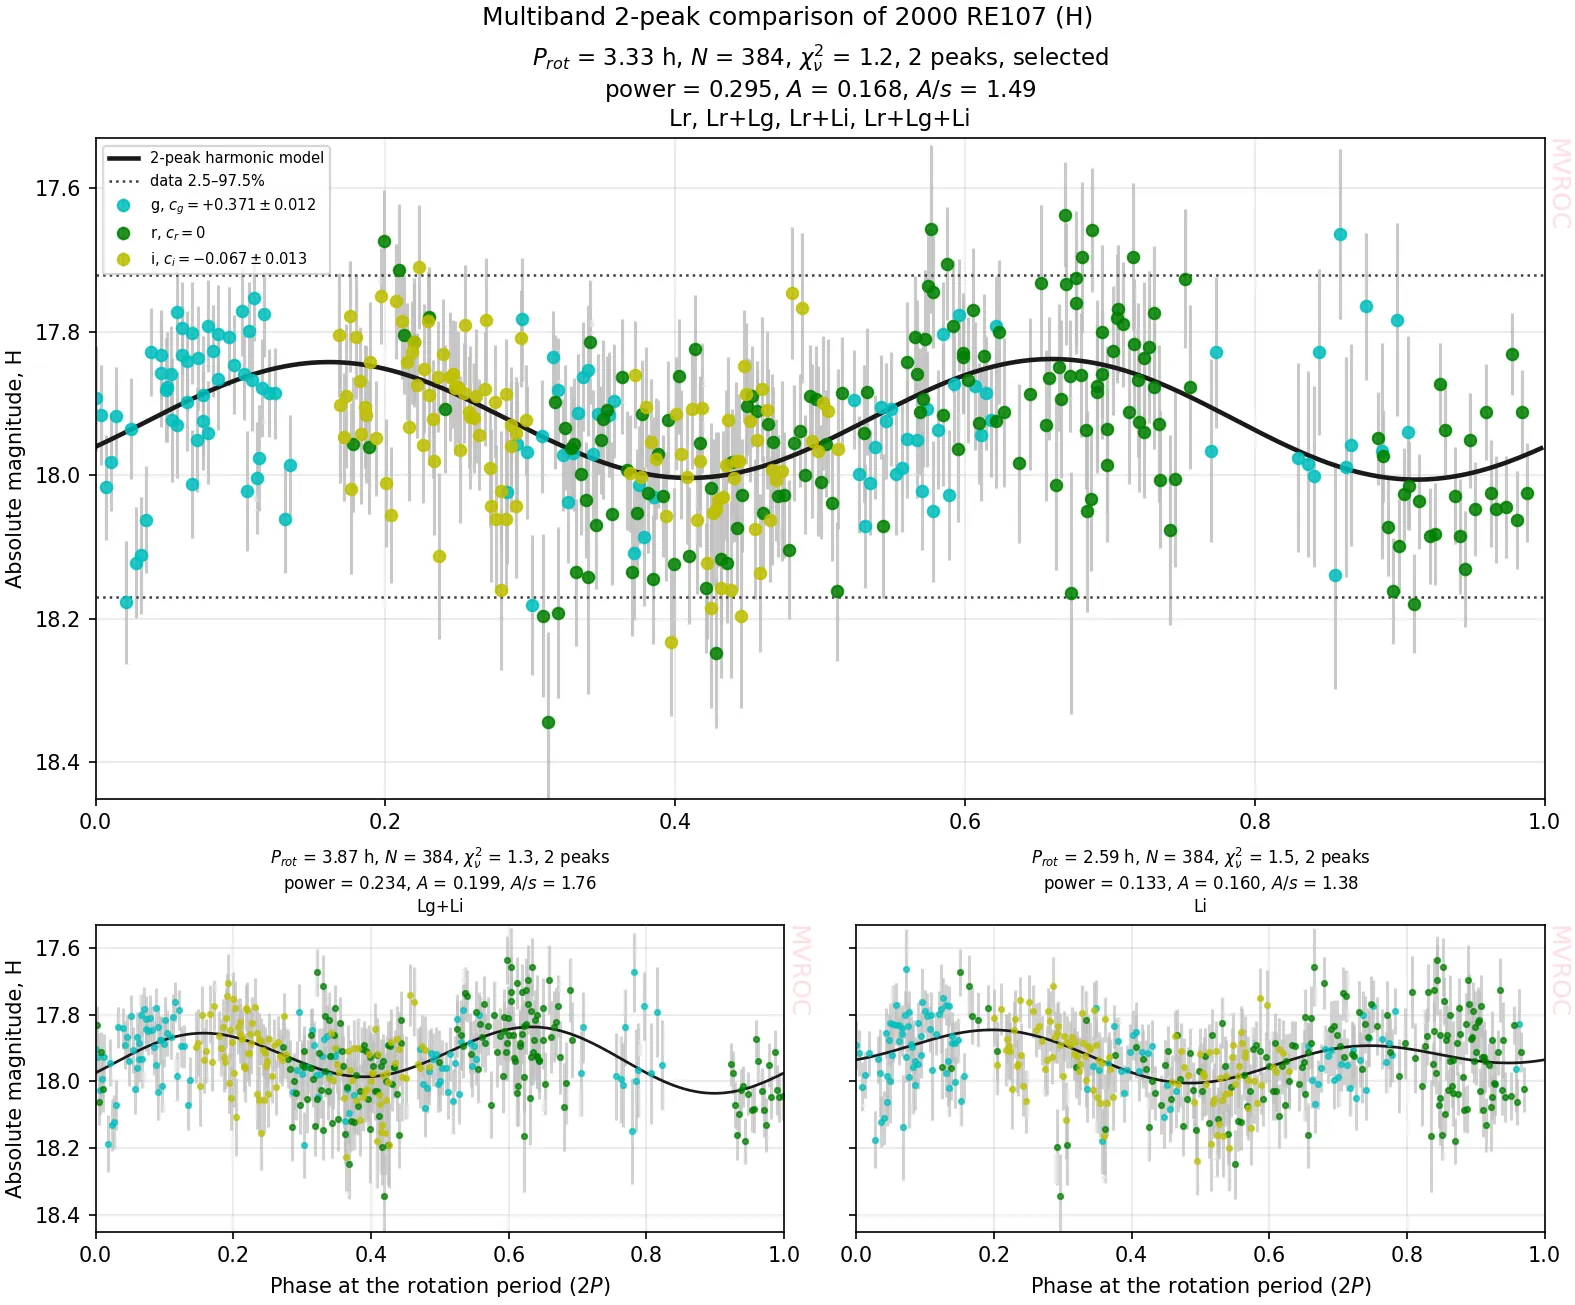 Multiband 2-peak comparison of 2000 RE107 (H)
P_rot = 3.33 h, N = 384, χ²_ν = 1.2, 2 peaks, selected
power = 0.295, A = 0.168, A/s = 1.49
Lr, Lr+Lg, Lr+Li, Lr+Lg+Li
2-peak harmonic model
data 2.5–97.5%
g, c_g = +0.371 ± 0.012
r, c_r = 0
i, c_i = −0.067 ± 0.013
Absolute magnitude, H
17.6
17.8
18.0
18.2
18.4
0.0 0.2 0.4 0.6 0.8 1.0
MVROC
P_rot = 3.87 h, N = 384, χ²_ν = 1.3, 2 peaks
power = 0.234, A = 0.199, A/s = 1.76
Lg+Li
Absolute magnitude, H
17.6
17.8
18.0
18.2
18.4
0.0 0.2 0.4 0.6 0.8 1.0
Phase at the rotation period (2P)
MVROC
P_rot = 2.59 h, N = 384, χ²_ν = 1.5, 2 peaks
power = 0.133, A = 0.160, A/s = 1.38
Li
0.0 0.2 0.4 0.6 0.8 1.0
Phase at the rotation period (2P)
MVROC